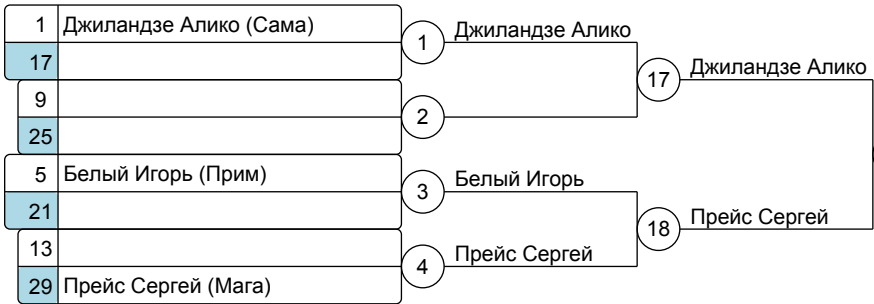 1 Джиландзе Алико (Сама)
17
1 Джиландзе Алико
9
25
2
17 Джиландзе Алико
5 Белый Игорь (Прим)
21
3 Белый Игорь
13
29 Прейс Сергей (Мага)
4 Прейс Сергей
18 Прейс Сергей